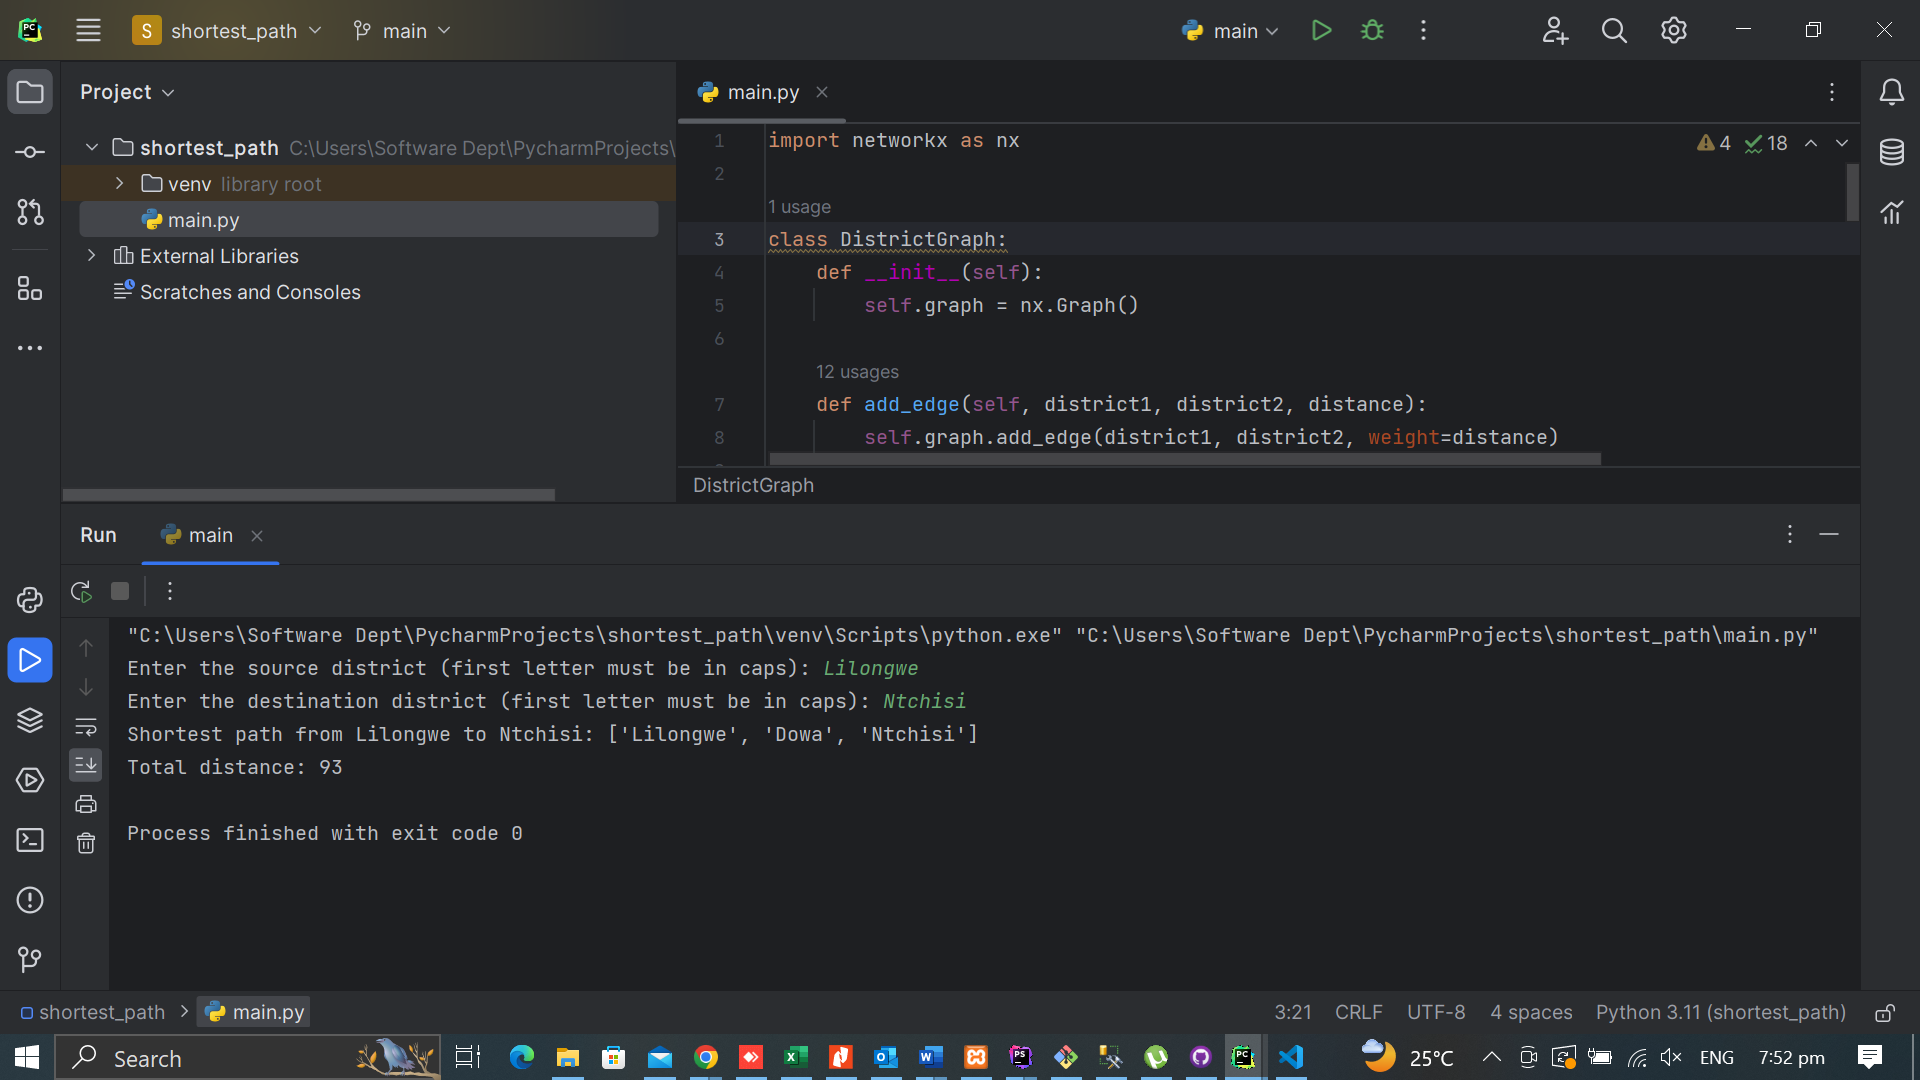 S shortest_path main
main
Project
shortest_path C:\Users\Software Dept\PycharmProjects\
venv library root
main.py
External Libraries
Scratches and Consoles
main.py
4 18
1 import networkx as nx
2
1 usage
3 class DistrictGraph:
4 def __init__(self):
5 self.graph = nx.Graph()
6
12 usages
7 def add_edge(self, district1, district2, distance):
8 self.graph.add_edge(district1, district2, weight=distance)
DistrictGraph
Run main
"C:\Users\Software Dept\PycharmProjects\shortest_path\venv\Scripts\python.exe" "C:\Users\Software Dept\PycharmProjects\shortest_path\main.py"
Enter the source district (first letter must be in caps): Lilongwe
Enter the destination district (first letter must be in caps): Ntchisi
Shortest path from Lilongwe to Ntchisi: ['Lilongwe', 'Dowa', 'Ntchisi']
Total distance: 93
Process finished with exit code 0
shortest_path main.py
3:21 CRLF UTF-8 4 spaces Python 3.11 (shortest_path)
Search
25°C ENG 7:52 pm